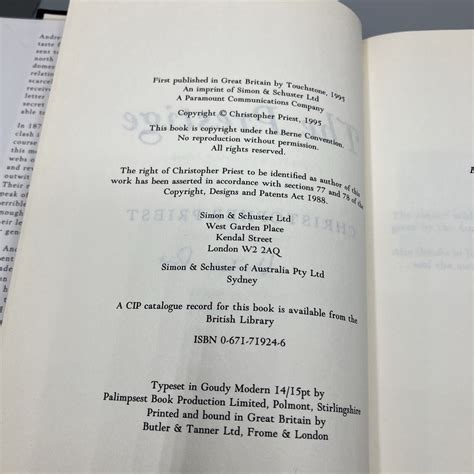 First published in Great Britain by Touchstone, 1995
An imprint of Simon & Schuster Ltd
A Paramount Communications Company
Copyright © Christopher Priest, 1995
This book is copyright under the Berne Convention.
No reproduction without permission.
All rights reserved.
The right of Christopher Priest to be identified as author of this
work has been asserted in accordance with sections 77 and 78 of the
Copyright, Designs and Patents Act 1988.
Simon & Schuster Ltd
West Garden Place
Kendal Street
London W2 2AQ
Simon & Schuster of Australia Pty Ltd
Sydney
A CIP catalogue record for this book is available from the
British Library
ISBN 0-671-71924-6
Typeset in Goudy Modern 14/15pt by
Palimpsest Book Production Limited, Polmont, Stirlingshire
Printed and bound in Great Britain by
Butler & Tanner Ltd, Frome & London